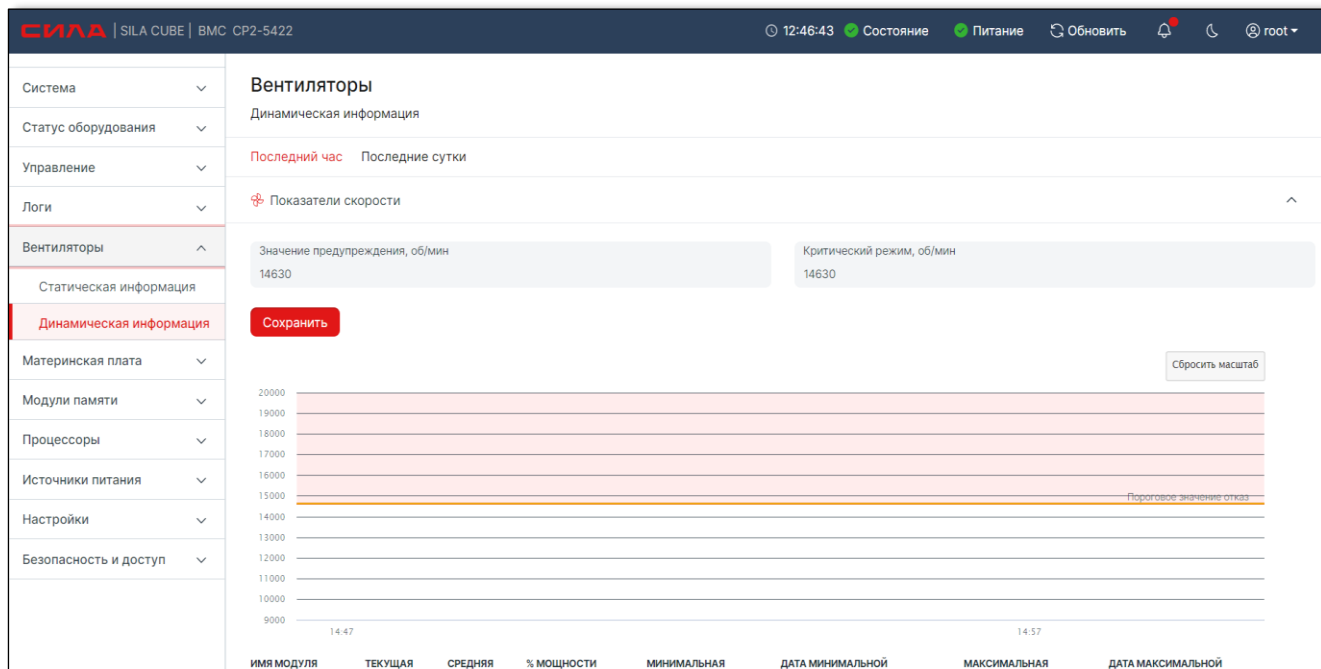 СИЛА | SILA CUBE | BMC CP2-5422 12:46:43 Состояние Питание Обновить root
Система
Статус оборудования
Управление
Логи
Вентиляторы
Статическая информация
Динамическая информация
Материнская плата
Модули памяти
Процессоры
Источники питания
Настройки
Безопасность и доступ
Вентиляторы
Динамическая информация
Последний час Последние сутки
Показатели скорости
Значение предупреждения, об/мин
14630
Критический режим, об/мин
14630
Сохранить
Сбросить масштаб
20000
19000
18000
17000
16000
15000
Пороговое значение отказ
14000
13000
12000
11000
10000
9000
14:47 14:57
ИМЯ МОДУЛЯ ТЕКУЩАЯ СРЕДНЯЯ % МОЩНОСТИ МИНИМАЛЬНАЯ ДАТА МИНИМАЛЬНОЙ МАКСИМАЛЬНАЯ ДАТА МАКСИМАЛЬНОЙ